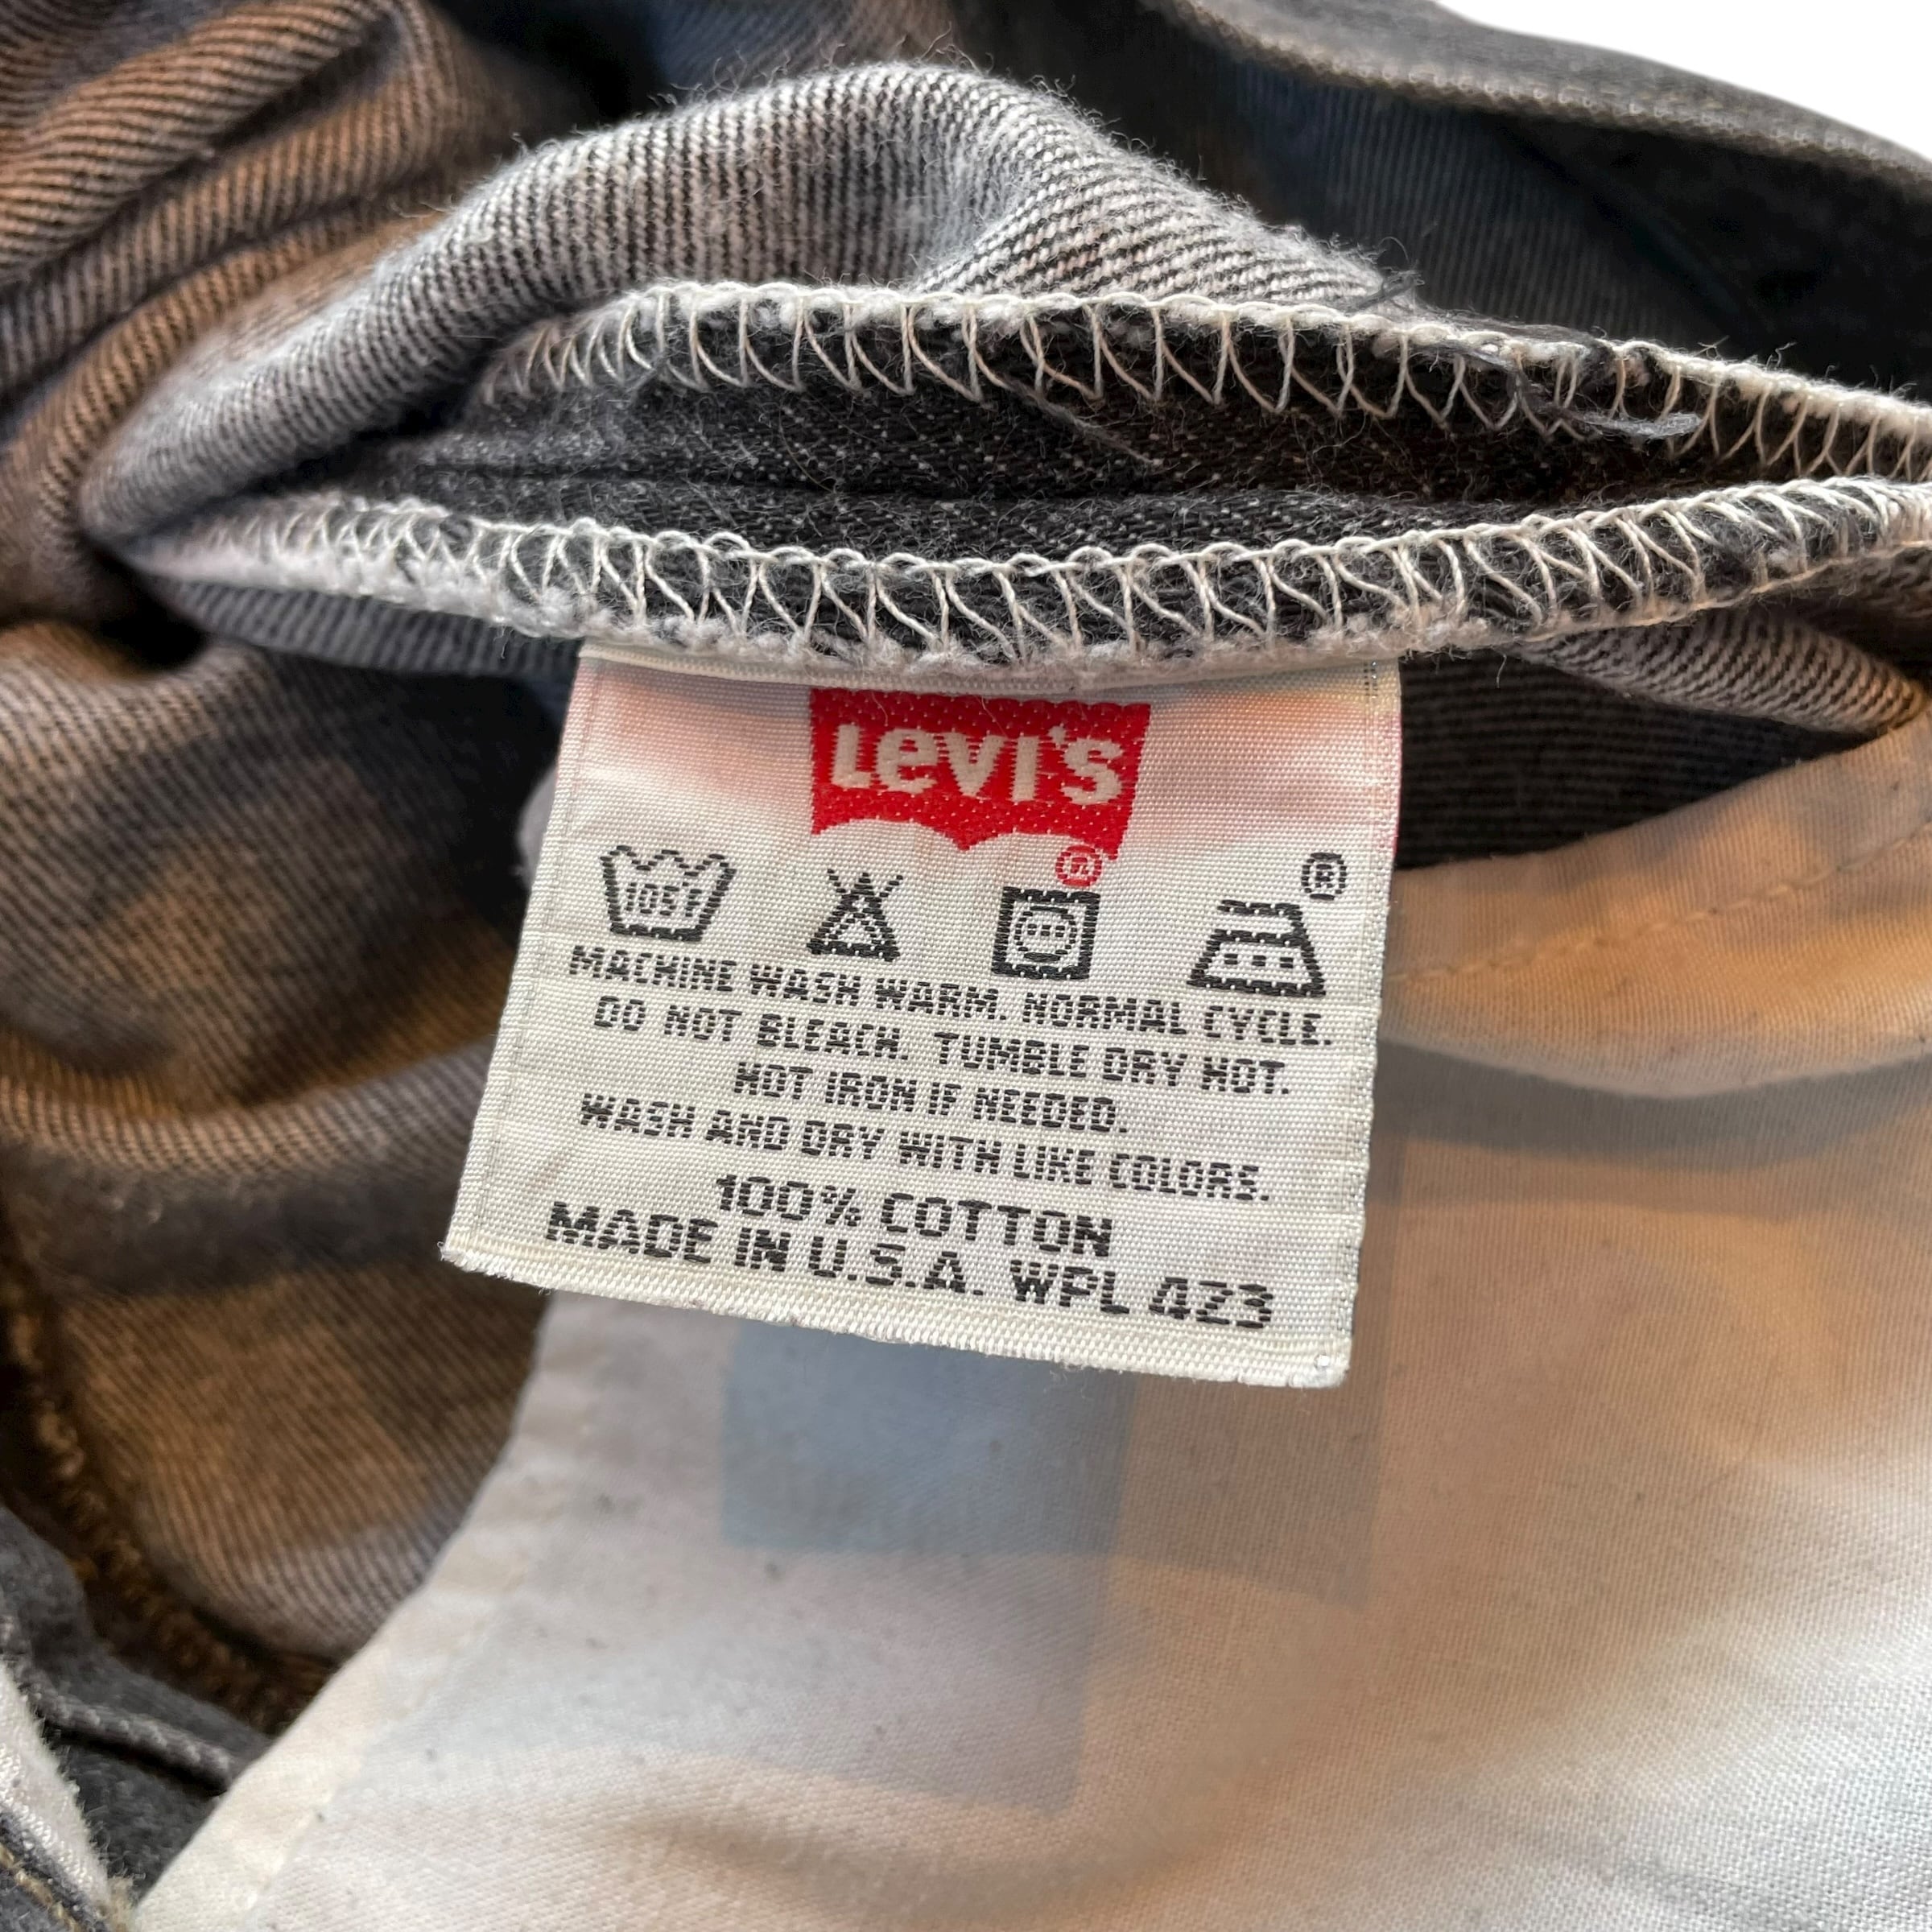 Levi's
®
105F
®
MACHINE WASH WARM. NORMAL CYCLE.
DO NOT BLEACH. TUMBLE DRY HOT.
HOT IRON IF NEEDED.
WASH AND DRY WITH LIKE COLORS.
100% COTTON
MADE IN U.S.A. WPL 423